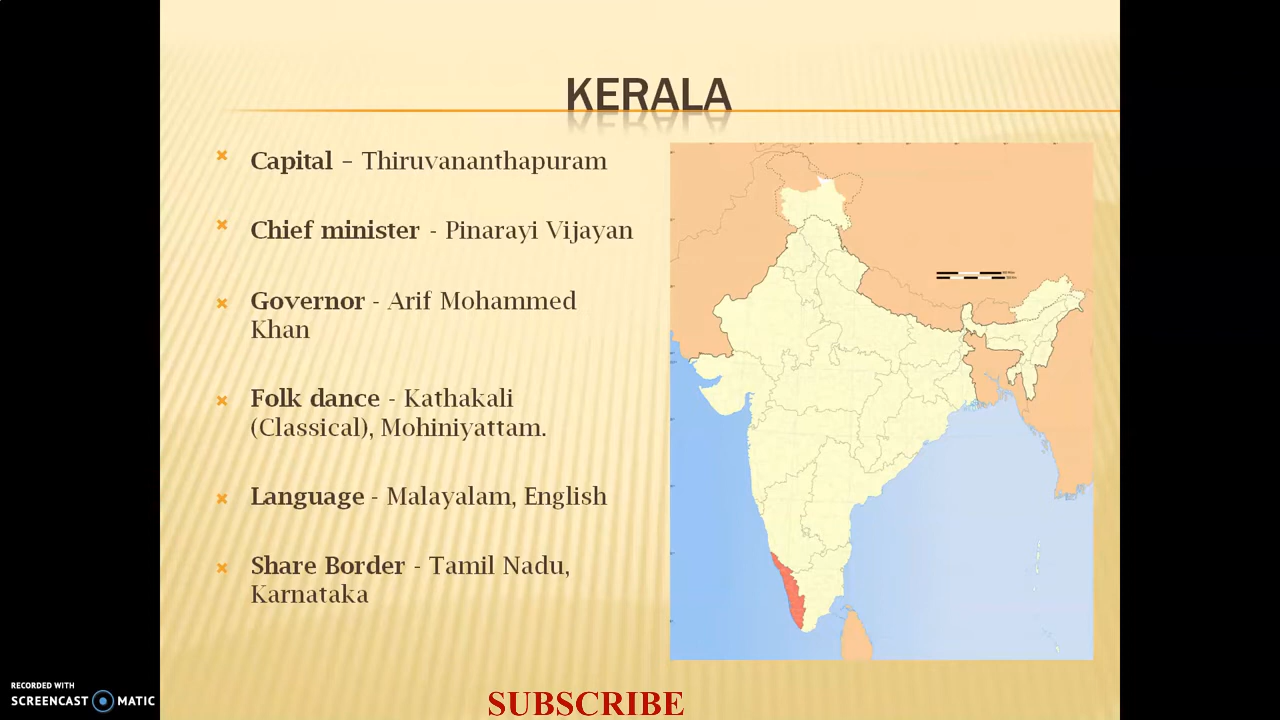 KERALA
Capital – Thiruvananthapuram
Chief minister - Pinarayi Vijayan
Governor - Arif Mohammed
Khan
Folk dance - Kathakali
(Classical), Mohiniyattam.
Language - Malayalam, English
Share Border - Tamil Nadu,
Karnataka
SUBSCRIBE
RECORDED WITH
SCREENCAST MATIC